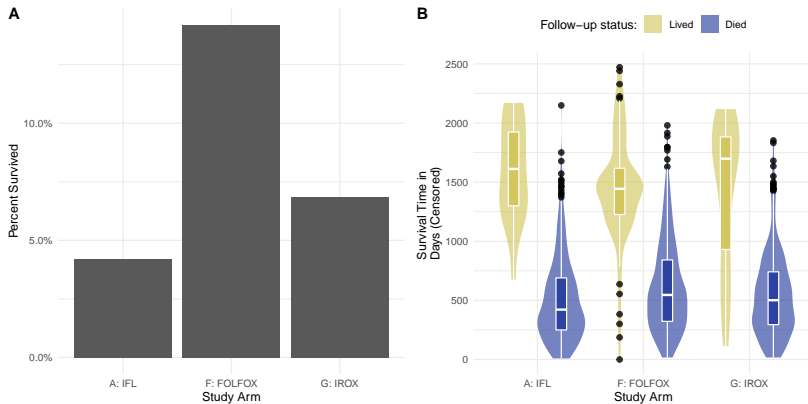 A
Percent Survived
10.0%
5.0%
0.0%
A: IFL
F: FOLFOX
G: IROX
Study Arm
B
Follow−up status:
Lived
Died
Survival Time in
Days (Censored)
2500
2000
1500
1000
500
0
A: IFL
F: FOLFOX
G: IROX
Study Arm